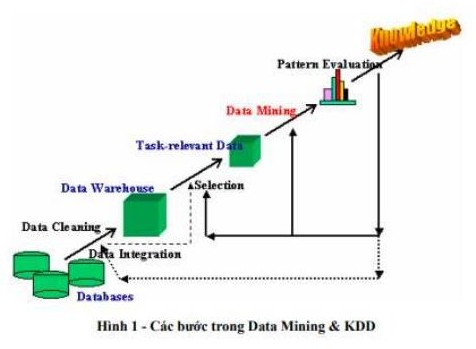 Knowledge
Pattern Evaluation
Data Mining
Task-relevant Data
Data Warehouse
Selection
Data Cleaning
Data Integration
Databases
Hình 1 - Các bước trong Data Mining & KDD